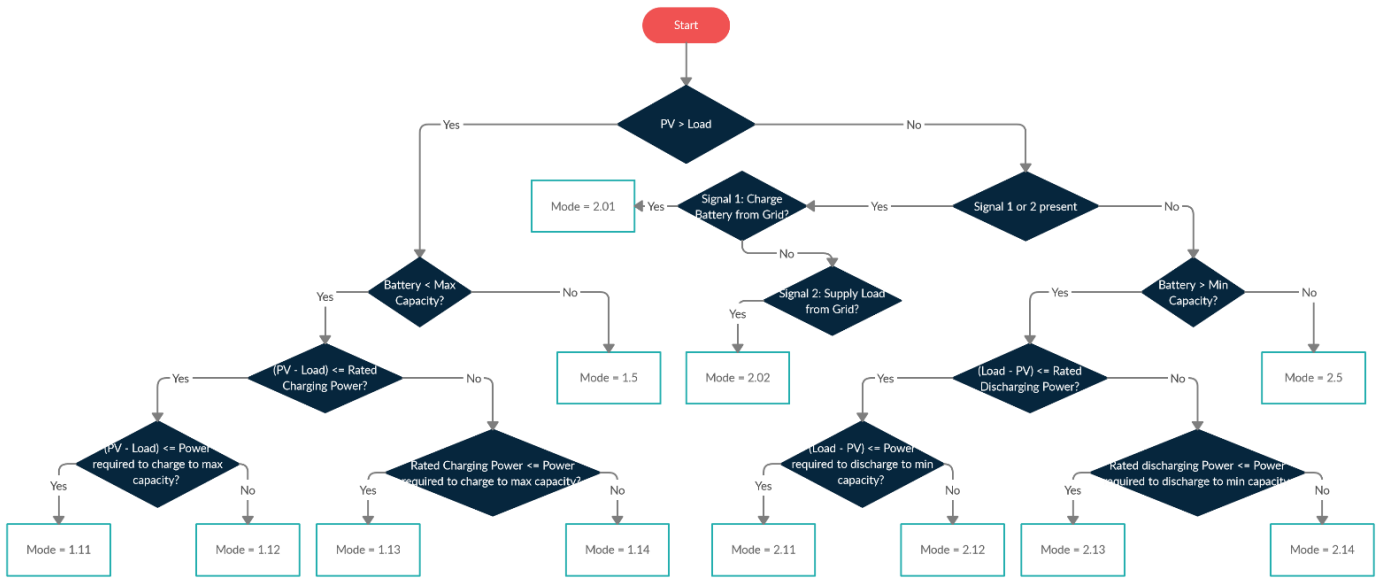 Start
PV > Load
Yes
No
Signal 1: Charge
Battery from Grid?
Signal 1 or 2 present
Mode = 2.01
Yes
Yes
No
No
Battery < Max
Capacity?
Signal 2: Supply Load
from Grid?
Battery > Min
Capacity?
Yes
No
Yes
Yes
No
(PV - Load) <= Rated
Charging Power?
Mode = 1.5
Mode = 2.02
(Load - PV) <= Rated
Discharging Power?
Mode = 2.5
Yes
No
Yes
No
(PV - Load) <= Power
required to charge to max
capacity?
Rated Charging Power <= Power
required to charge to max capacity?
(Load - PV) <= Power
required to discharge to min
capacity?
Rated discharging Power <= Power
required to discharge to min capacity
Yes
No
Yes
No
Yes
No
Yes
No
Mode = 1.11
Mode = 1.12
Mode = 1.13
Mode = 1.14
Mode = 2.11
Mode = 2.12
Mode = 2.13
Mode = 2.14